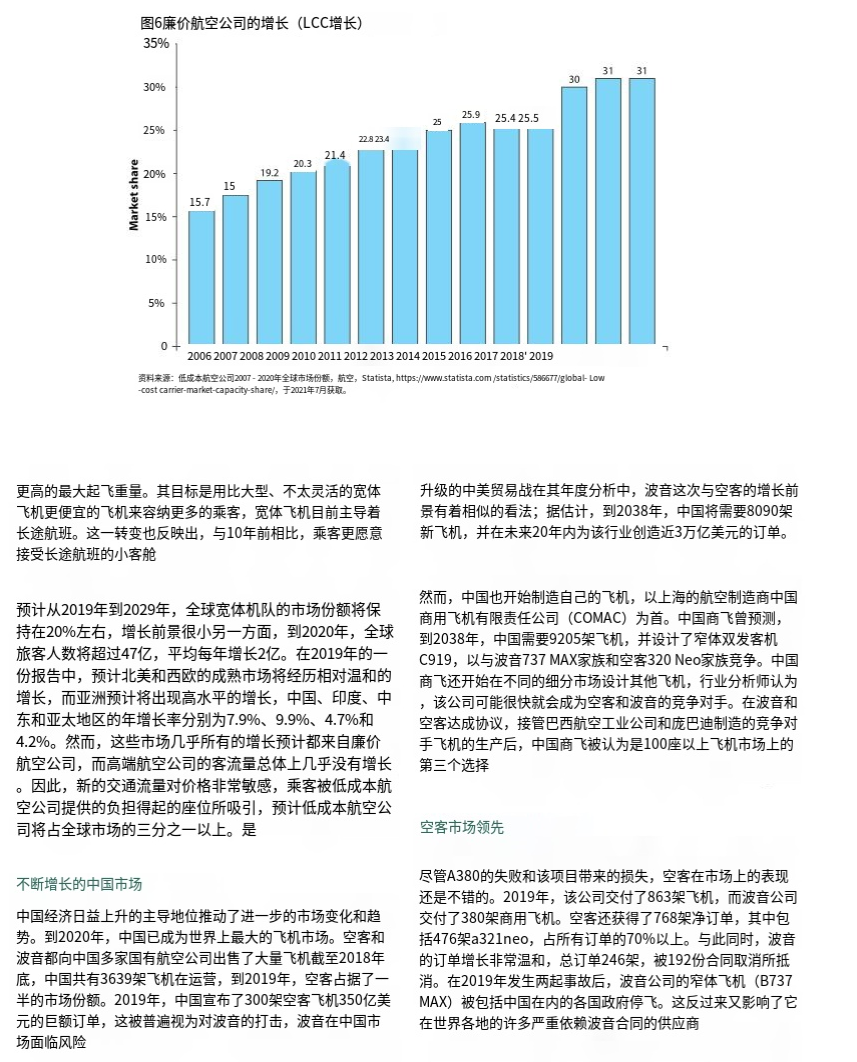 图6廉价航空公司的增长（LCC增长）
35%
30%
25%
20%
15%
10%
5%
0
Market share
15.7
15
19.2
20.3
21.4
22.8 23.4
25
25.9
25.4 25.5
30
31
31
2006 2007 2008 2009 2010 2011 2012 2013 2014 2015 2016 2017 2018' 2019
资料来源：低成本航空公司2007 - 2020年全球市场份额，航空，Statista, https://www.statista.com /statistics/586677/global- Low
-cost carrier-market-capacity-share/，于2021年7月获取。
更高的最大起飞重量。其目标是用比大型、不太灵活的宽体
飞机更便宜的飞机来容纳更多的乘客，宽体飞机目前主导着
长途航班。这一转变也反映出，与10年前相比，乘客更愿意
接受长途航班的小客舱
预计从2019年到2029年，全球宽体机队的市场份额将保
持在20%左右，增长前景很小另一方面，到2020年，全球
旅客人数将超过47亿，平均每年增长2亿。在2019年的一
份报告中，预计北美和西欧的成熟市场将经历相对温和的
增长，而亚洲预计将出现高水平的增长，中国、印度、中
东和亚太地区的年增长率分别为7.9%、9.9%、4.7%和
4.2%。然而，这些市场几乎所有的增长预计都来自廉价
航空公司，而高端航空公司的客流量总体上几乎没有增长
。因此，新的交通流量对价格非常敏感，乘客被低成本航
空公司提供的负担得起的座位所吸引，预计低成本航空公
司将占全球市场的三分之一以上。是
不断增长的中国市场
中国经济日益上升的主导地位推动了进一步的市场变化和趋
势。到2020年，中国已成为世界上最大的飞机市场。空客和
波音都向中国多家国有航空公司出售了大量飞机截至2018年
底，中国共有3639架飞机在运营，到2019年，空客占据了一
半的市场份额。2019年，中国宣布了300架空客飞机350亿美
元的巨额订单，这被普遍视为对波音的打击，波音在中国市
场面临风险
升级的中美贸易战在其年度分析中，波音这次与空客的增长前
景有着相似的看法；据估计，到2038年，中国将需要8090架
新飞机，并在未来20年内为该行业创造近3万亿美元的订单。
然而，中国也开始制造自己的飞机，以上海的航空制造商中国
商用飞机有限责任公司（COMAC）为首。中国商飞曾预测，
到2038年，中国需要9205架飞机，并设计了窄体双发客机
C919，以与波音737 MAX家族和空客320 Neo家族竞争。中国
商飞还开始在不同的细分市场设计其他飞机，行业分析师认为
，该公司可能很快就会成为空客和波音的竞争对手。在波音和
空客达成协议，接管巴西航空工业公司和庞巴迪制造的竞争对
手飞机的生产后，中国商飞被认为是100座以上飞机市场上的
第三个选择
空客市场领先
尽管A380的失败和该项目带来的损失，空客在市场上的表现
还是不错的。2019年，该公司交付了863架飞机，而波音公司
交付了380架商用飞机。空客还获得了768架净订单，其中包
括476架a321neo，占所有订单的70%以上。与此同时，波音
的订单增长非常温和，总订单246架，被192份合同取消所抵
消。在2019年发生两起事故后，波音公司的窄体飞机（B737
MAX）被包括中国在内的各国政府停飞。这反过来又影响了它
在世界各地的许多严重依赖波音合同的供应商